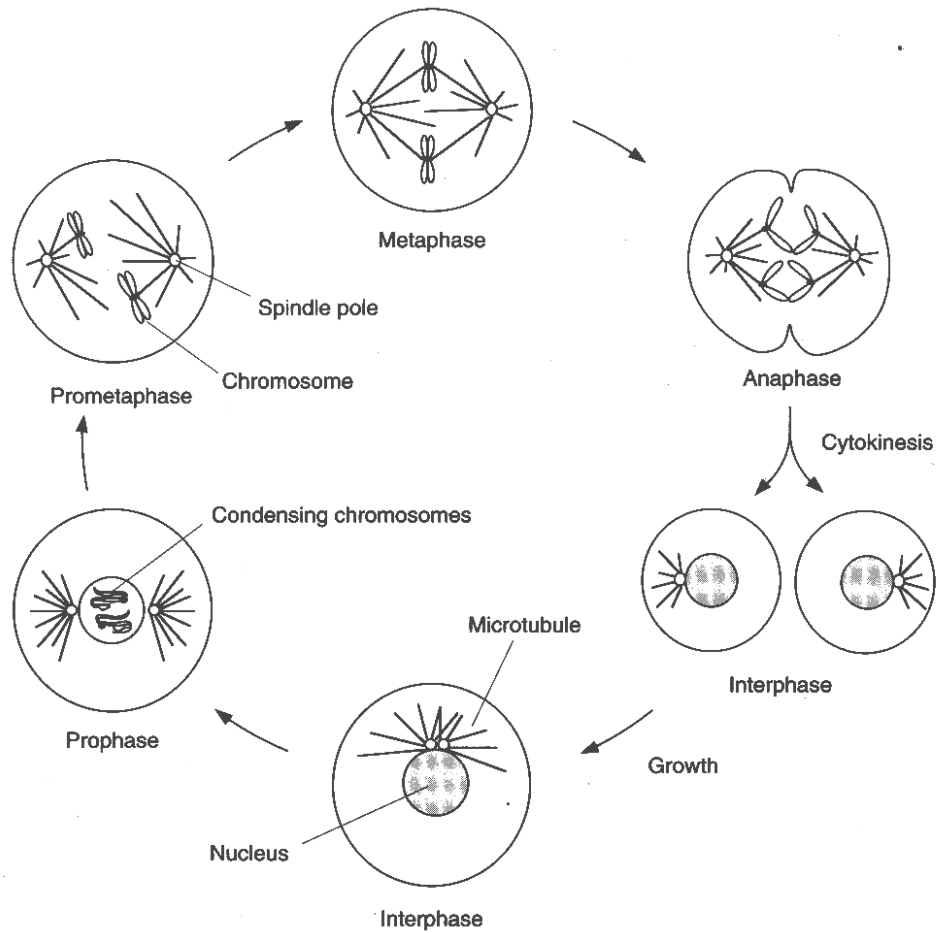 Metaphase
Spindle pole
Chromosome
Prometaphase
Anaphase
Cytokinesis
Condensing chromosomes
Microtubule
Interphase
Prophase
Growth
Nucleus
Interphase